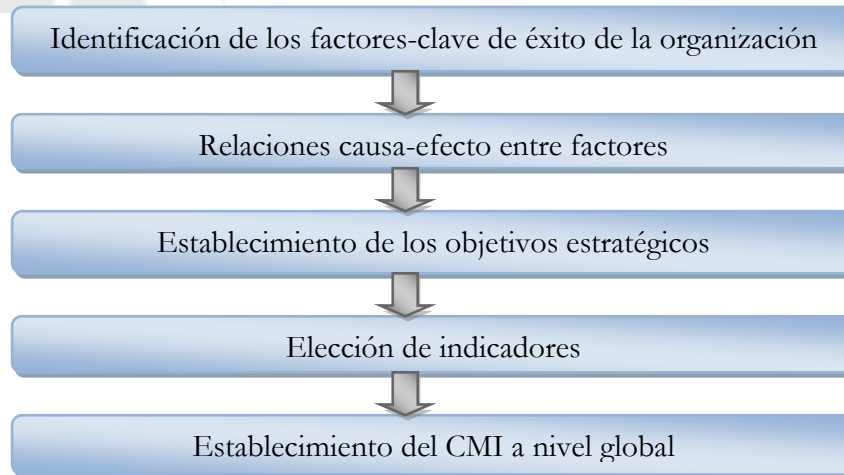 Identificación de los factores-clave de éxito de la organización
Relaciones causa-efecto entre factores
Establecimiento de los objetivos estratégicos
Elección de indicadores
Establecimiento del CMI a nivel global